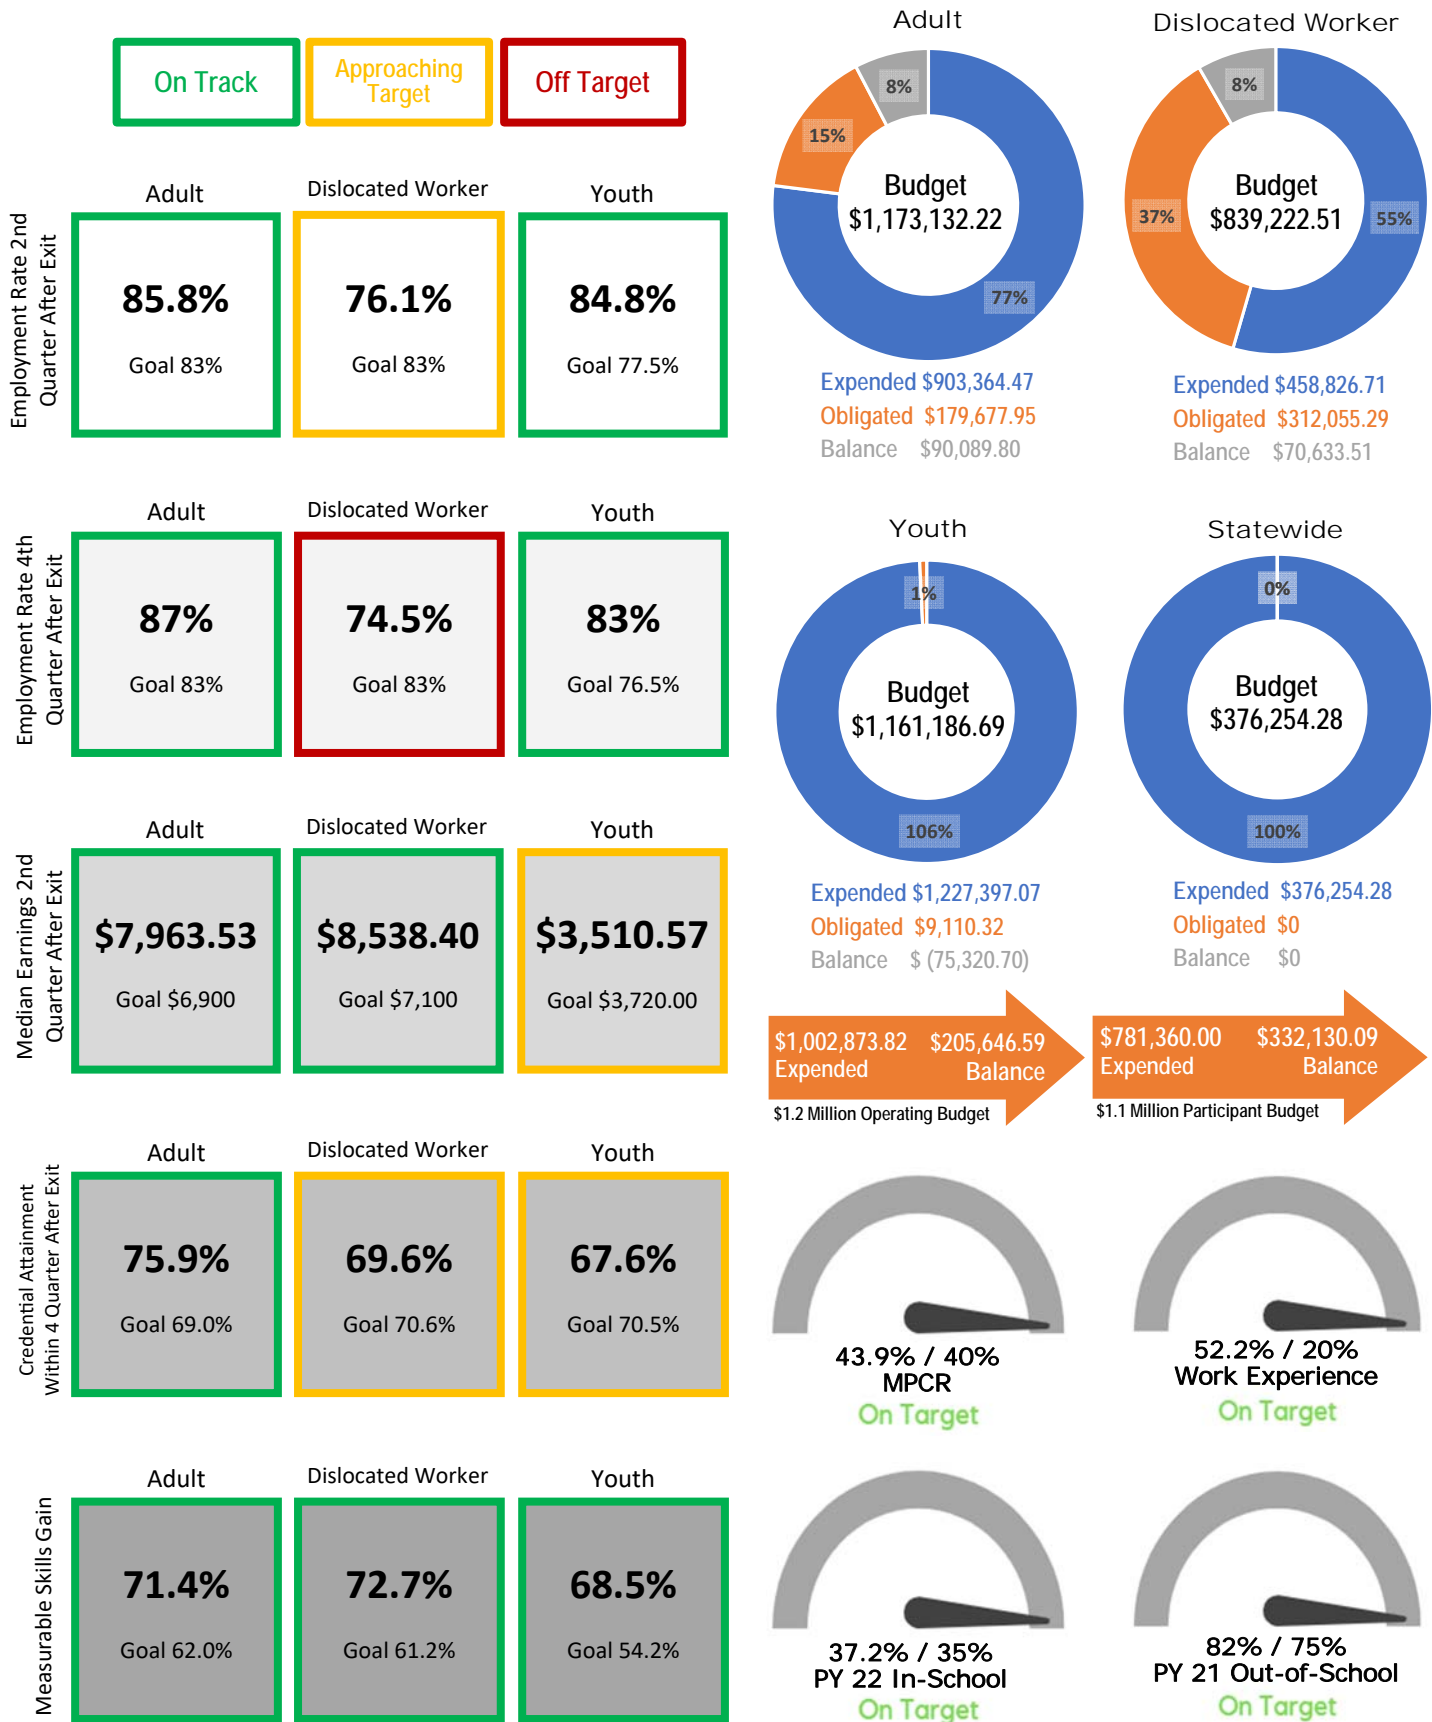 On Track
Approaching
Target
Off Target
Employment Rate 2nd
Quarter After Exit
Adult
85.8%
Goal 83%
Dislocated Worker
76.1%
Goal 83%
Youth
84.8%
Goal 77.5%
Employment Rate 4th
Quarter After Exit
Adult
87%
Goal 83%
Dislocated Worker
74.5%
Goal 83%
Youth
83%
Goal 76.5%
Median Earnings 2nd
Quarter After Exit
Adult
$7,963.53
Goal $6,900
Dislocated Worker
$8,538.40
Goal $7,100
Youth
$3,510.57
Goal $3,720.00
Credential Attainment
Within 4 Quarter After Exit
Adult
75.9%
Goal 69.0%
Dislocated Worker
69.6%
Goal 70.6%
Youth
67.6%
Goal 70.5%
Measurable Skills Gain
Adult
71.4%
Goal 62.0%
Dislocated Worker
72.7%
Goal 61.2%
Youth
68.5%
Goal 54.2%
Adult
8%
15%
77%
Budget
$1,173,132.22
Expended $903,364.47
Obligated $179,677.95
Balance $90,089.80
Dislocated Worker
8%
37%
55%
Budget
$839,222.51
Expended $458,826.71
Obligated $312,055.29
Balance $70,633.51
Youth
1%
Budget
$1,161,186.69
106%
Expended $1,227,397.07
Obligated $9,110.32
Balance $ (75,320.70)
Statewide
0%
Budget
$376,254.28
100%
Expended $376,254.28
Obligated $0
Balance $0
$1,002,873.82 $205,646.59
Expended Balance
$1.2 Million Operating Budget
$781,360.00 $332,130.09
Expended Balance
$1.1 Million Participant Budget
43.9% / 40%
MPCR
On Target
52.2% / 20%
Work Experience
On Target
37.2% / 35%
PY 22 In-School
On Target
82% / 75%
PY 21 Out-of-School
On Target